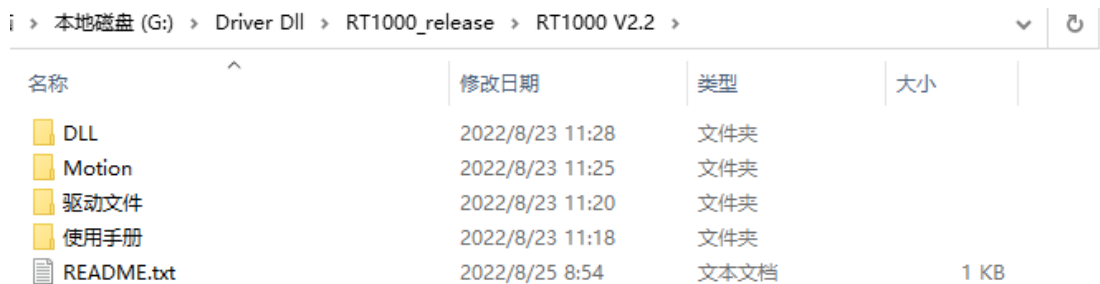 本地磁盘 (G:) › Driver Dll › RT1000_release › RT1000 V2.2 ›
名称 修改日期 类型 大小
DLL 2022/8/23 11:28 文件夹
Motion 2022/8/23 11:25 文件夹
驱动文件 2022/8/23 11:20 文件夹
使用手册 2022/8/23 11:18 文件夹
README.txt 2022/8/25 8:54 文本文档 1 KB